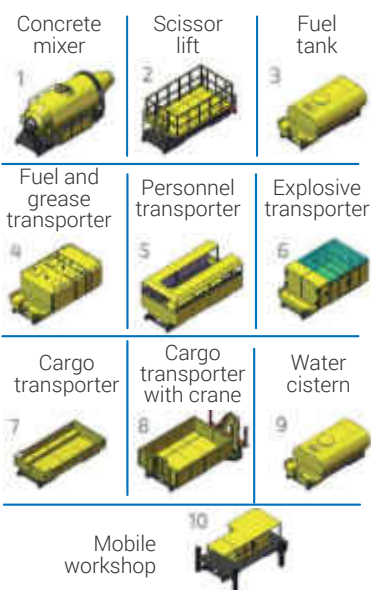 Concrete
mixer
Scissor
lift
Fuel
tank
1
2
3
Fuel and
grease
transporter
Personnel
transporter
Explosive
transporter
4
5
6
Cargo
transporter
Cargo
transporter
with crane
Water
cistern
7
8
9
Mobile
workshop
10